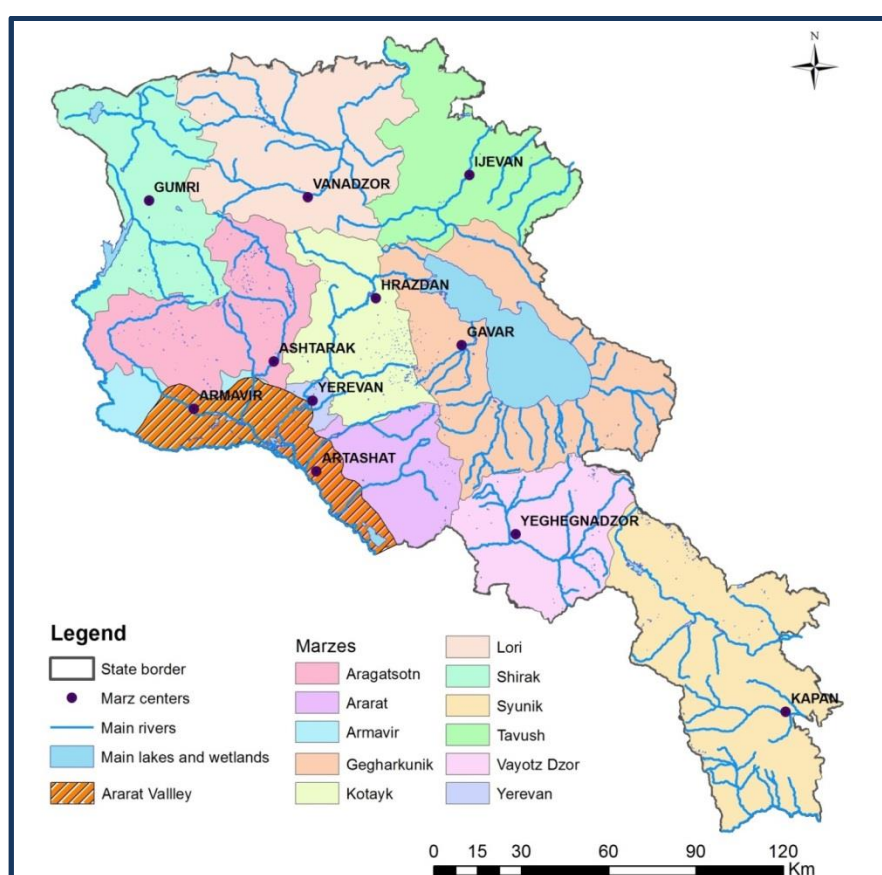 N
GUMRI
VANADZOR
IJEVAN
HRAZDAN
GAVAR
ASHTARAK
ARMAVIR
YEREVAN
ARTASHAT
YEGHEGNADZOR
KAPAN
Legend
State border
Marz centers
Main rivers
Main lakes and wetlands
Ararat Vallley
Marzes
Aragatsotn
Ararat
Armavir
Gegharkunik
Kotayk
Lori
Shirak
Syunik
Tavush
Vayotz Dzor
Yerevan
0 15 30 60 90 120
Km